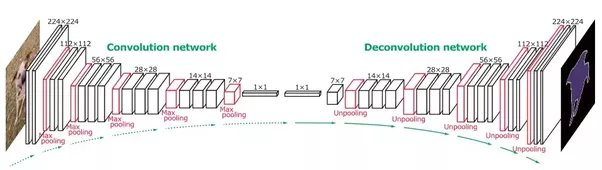 224×224
112×112
56×56
28×28
14×14
7×7
1×1
Convolution network
Max
pooling
Max
pooling
Max
pooling
Max
pooling
Max
pooling
1×1
7×7
14×14
28×28
56×56
112×112
224×224
Deconvolution network
Unpooling
Unpooling
Unpooling
Unpooling
Unpooling